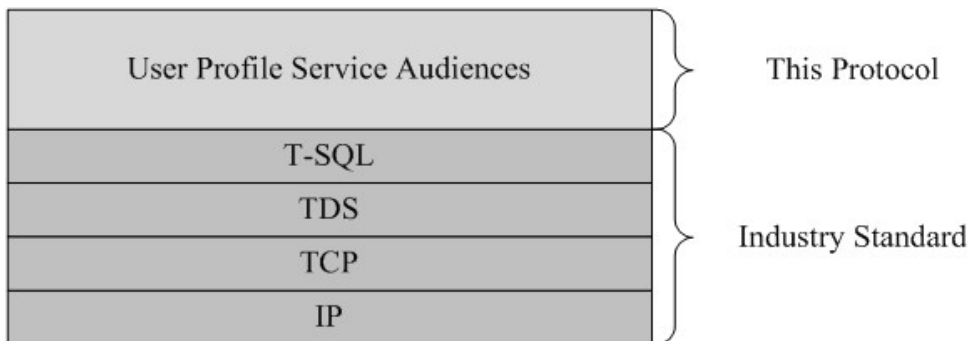 User Profile Service Audiences
This Protocol
T-SQL
TDS
TCP
IP
Industry Standard